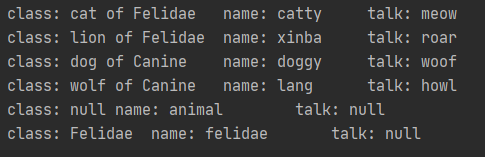 class: cat of Felidae   name: catty     talk: meow
class: lion of Felidae  name: xinba     talk: roar
class: dog of Canine    name: doggy     talk: woof
class: wolf of Canine   name: lang      talk: howl
class: null name: animal        talk: null
class: Felidae  name: felidae       talk: null